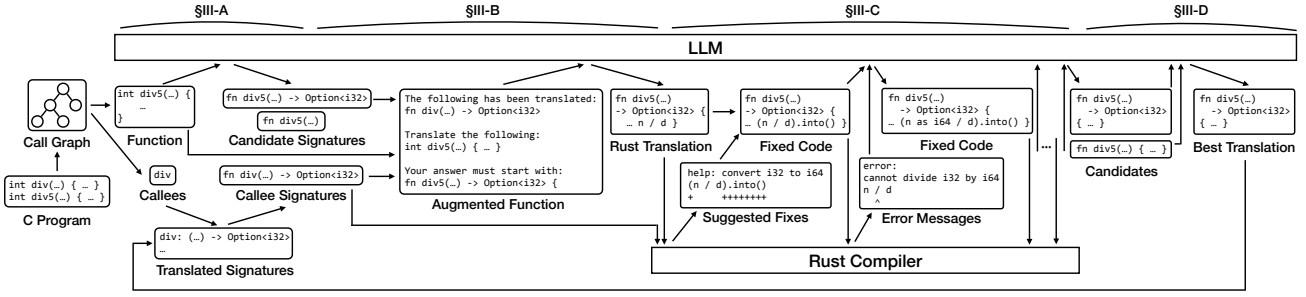 §III-A
§III-B
§III-C
§III-D
LLM
Call Graph
int div(…) { … }
int div5(…) { … }
C Program
int div5(…) {
…
}
Function
div
Callees
div: (…) -> Option<i32>
…
Translated Signatures
fn div5(…) -> Option<i32>
fn div5(…)
Candidate Signatures
fn div(…) -> Option<i32>
Callee Signatures
The following has been translated:
fn div(…) -> Option<i32>
Translate the following:
int div5(…) { … }
Your answer must start with:
fn div5(…) -> Option<i32> {
Augmented Function
fn div5(…)
-> Option<i32> {
… n / d }
Rust Translation
help: convert i32 to i64
(n / d).into()
+ ++++++++
Suggested Fixes
fn div5(…)
-> Option<i32> {
… (n / d).into() }
Fixed Code
error:
cannot divide i32 by i64
n / d
^
Error Messages
fn div5(…)
-> Option<i32> {
… (n as i64 / d).into() }
Fixed Code
…
Rust Compiler
fn div5(…)
-> Option<i32>
{ … }
fn div5(…) { … }
Candidates
fn div5(…)
-> Option<i32>
{ … }
Best Translation